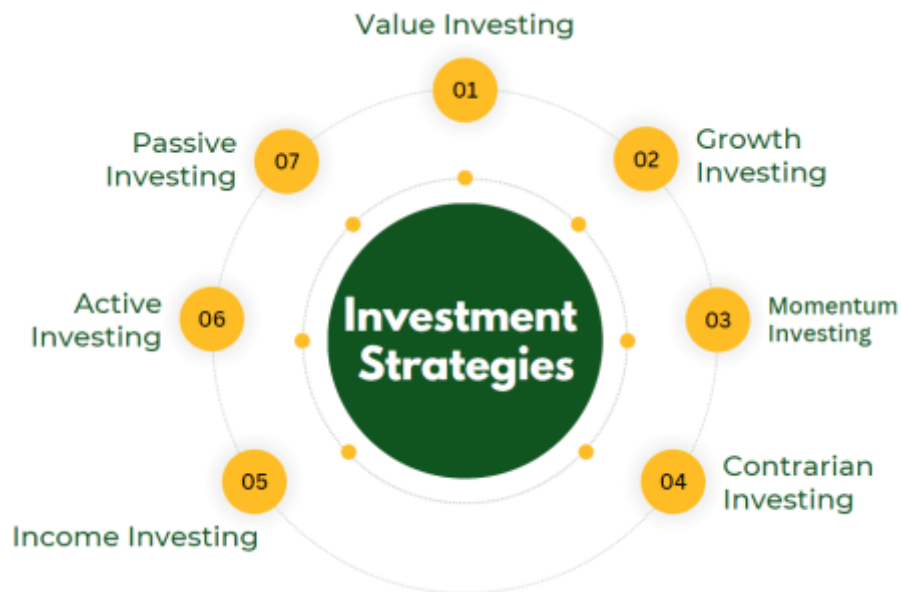 Value Investing
01
Growth
Investing
02
Momentum
Investing
03
Contrarian
Investing
04
Income Investing
05
Active
Investing
06
Passive
Investing
07
Investment
Strategies